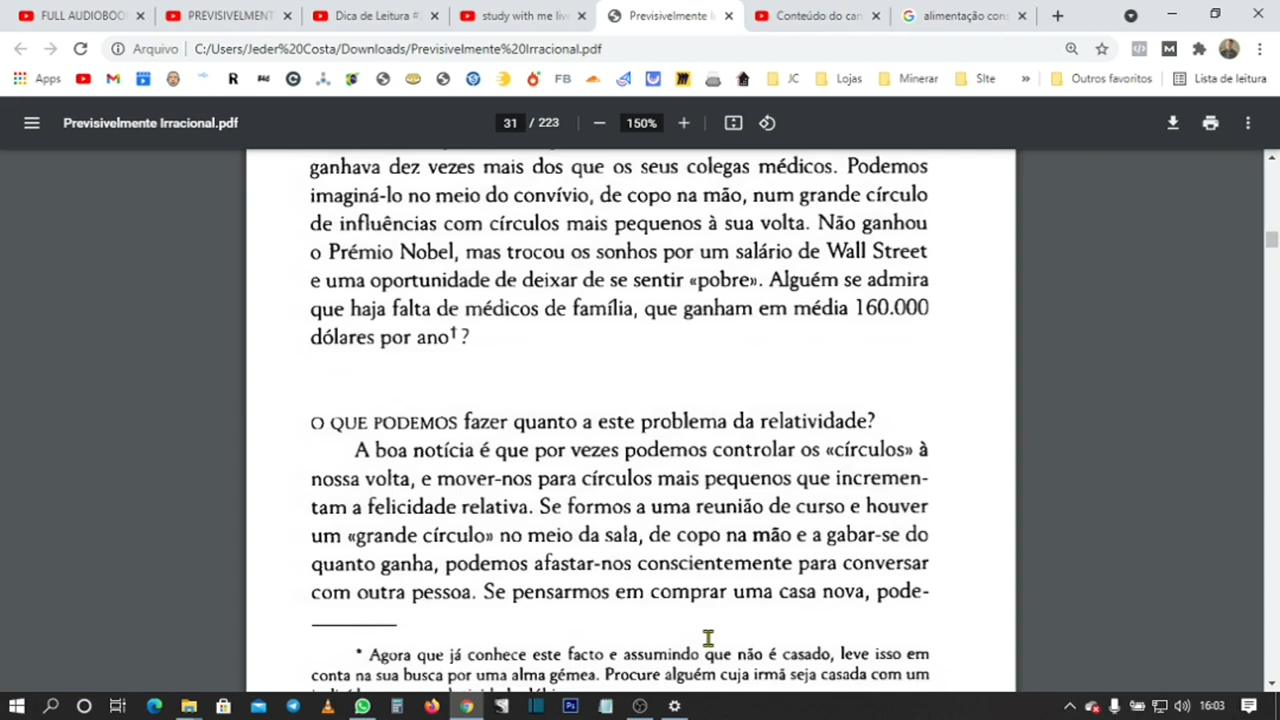 FULL AUDIOBOO
PREVISIVELMENT
Dica de Leitura #
study with me liv
Previsivelmente I
Conteúdo do can
alimentação con
Arquivo C:/Users/Jeder%20Costa/Downloads/Previsivelmente%20Irracional.pdf
Apps
FB
JC
Lojas
Minerar
SIte
»
Outros favoritos
Lista de leitura
Previsivelmente Irracional.pdf
31 / 223
150%
ganhava dez vezes mais dos que os seus colegas médicos. Podemos
imaginá-lo no meio do convívio, de copo na mão, num grande círculo
de influências com círculos mais pequenos à sua volta. Não ganhou
o Prémio Nobel, mas trocou os sonhos por um salário de Wall Street
e uma oportunidade de deixar de se sentir «pobre». Alguém se admira
que haja falta de médicos de família, que ganham em média 160.000
dólares por ano†?
O QUE PODEMOS fazer quanto a este problema da relatividade?
A boa notícia é que por vezes podemos controlar os «círculos» à
nossa volta, e mover-nos para círculos mais pequenos que incremen-
tam a felicidade relativa. Se formos a uma reunião de curso e houver
um «grande círculo» no meio da sala, de copo na mão e a gabar-se do
quanto ganha, podemos afastar-nos conscientemente para conversar
com outra pessoa. Se pensarmos em comprar uma casa nova, pode-
* Agora que já conhece este facto e assumindo que não é casado, leve isso em
conta na sua busca por uma alma gémea. Procure alguém cuja irmã seja casada com um
16:03